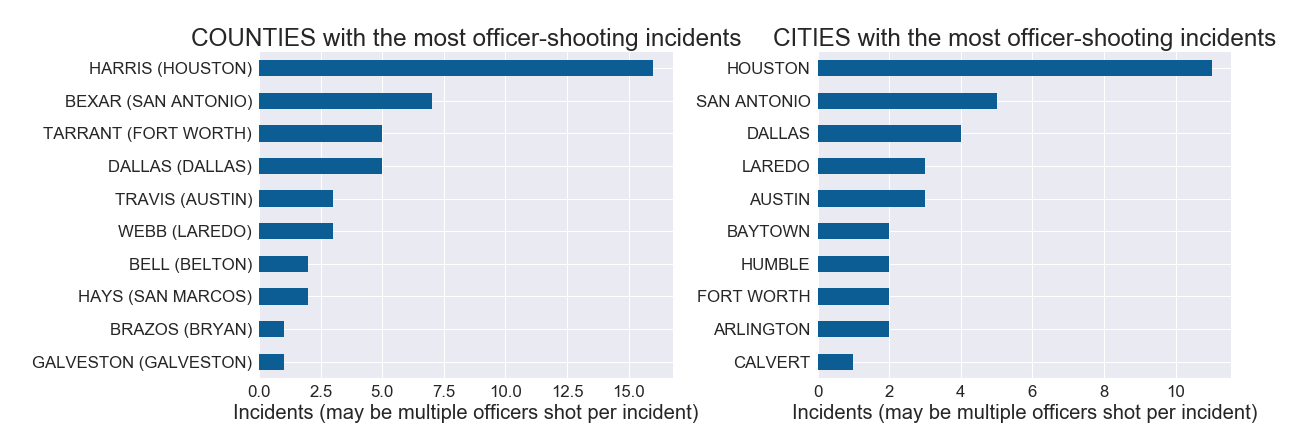 COUNTIES with the most officer-shooting incidents
HARRIS (HOUSTON)
BEXAR (SAN ANTONIO)
TARRANT (FORT WORTH)
DALLAS (DALLAS)
TRAVIS (AUSTIN)
WEBB (LAREDO)
BELL (BELTON)
HAYS (SAN MARCOS)
BRAZOS (BRYAN)
GALVESTON (GALVESTON)
0.0 2.5 5.0 7.5 10.0 12.5 15.0
Incidents (may be multiple officers shot per incident)
CITIES with the most officer-shooting incidents
HOUSTON
SAN ANTONIO
DALLAS
LAREDO
AUSTIN
BAYTOWN
HUMBLE
FORT WORTH
ARLINGTON
CALVERT
0 2 4 6 8 10
Incidents (may be multiple officers shot per incident)